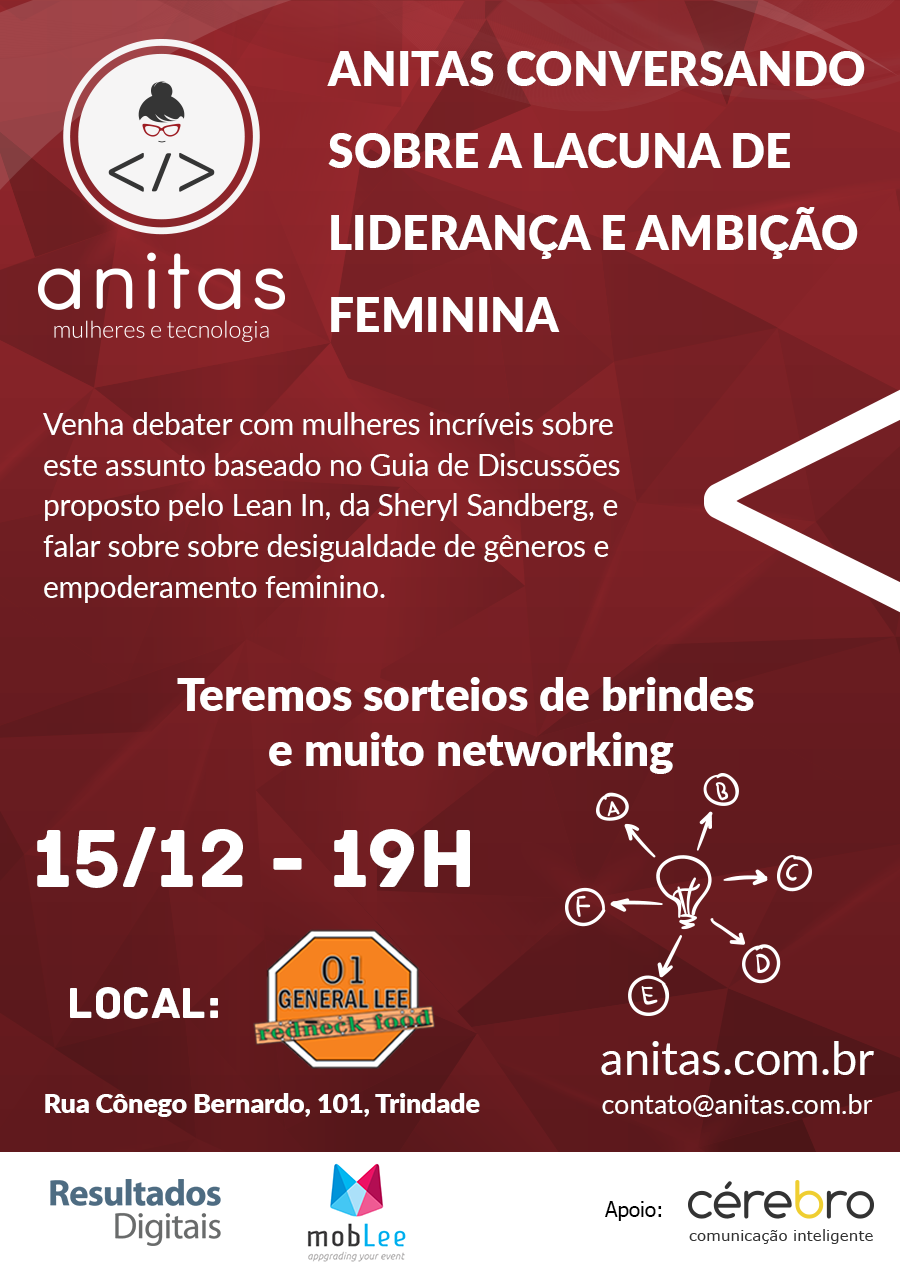 </>
anitas
mulheres e tecnologia
ANITAS CONVERSANDO
SOBRE A LACUNA DE
LIDERANÇA E AMBIÇÃO
FEMININA
Venha debater com mulheres incríveis sobre
este assunto baseado no Guia de Discussões
proposto pelo Lean In, da Sheryl Sandberg, e
falar sobre sobre desigualdade de gêneros e
empoderamento feminino.
<
Teremos sorteios de brindes
e muito networking
15/12 - 19H
A
B
C
D
E
F
LOCAL:
01
GENERAL LEE
redneck food
Rua Cônego Bernardo, 101, Trindade
anitas.com.br
contato@anitas.com.br
Resultados
Digitais
mobLee
appgrading your event
Apoio:
cérebro
comunicação inteligente